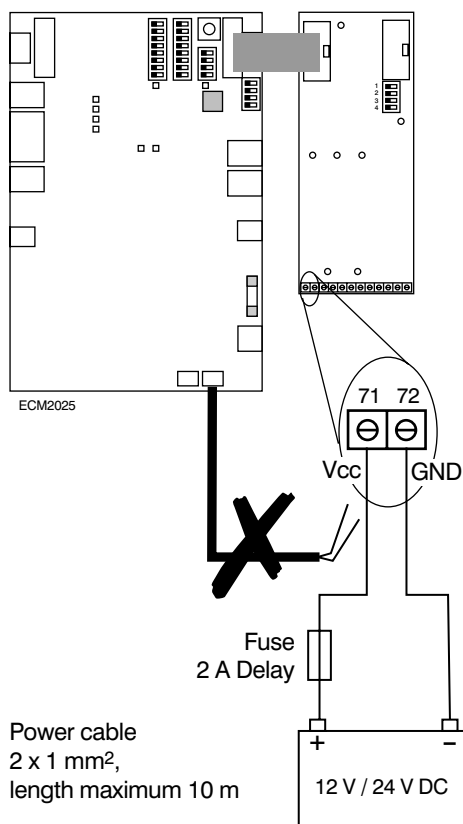 1
2
3
4
ECM2025
71 72
Vcc GND
Fuse
2 A Delay
Power cable
2 x 1 mm²,
length maximum 10 m
+ −
12 V / 24 V DC